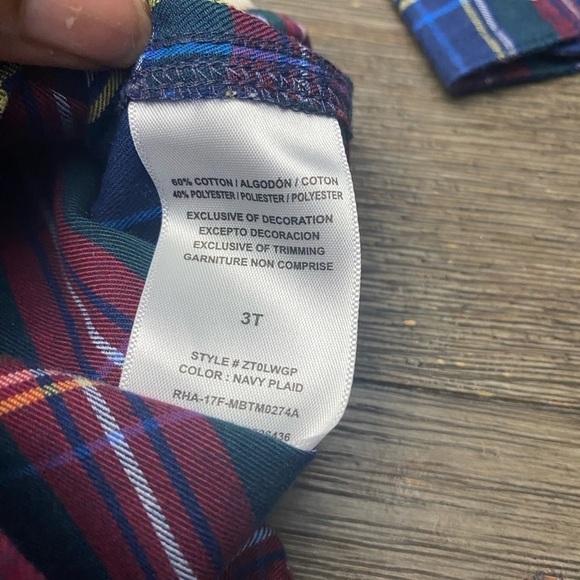 60% COTTON / ALGODÓN / COTON
40% POLYESTER / POLIESTER / POLYESTER
EXCLUSIVE OF DECORATION
EXCEPTO DECORACION
EXCLUSIVE OF TRIMMING
GARNITURE NON COMPRISE
3T
STYLE # ZT0LWGP
COLOR : NAVY PLAID
RHA-17F-MBTM0274A